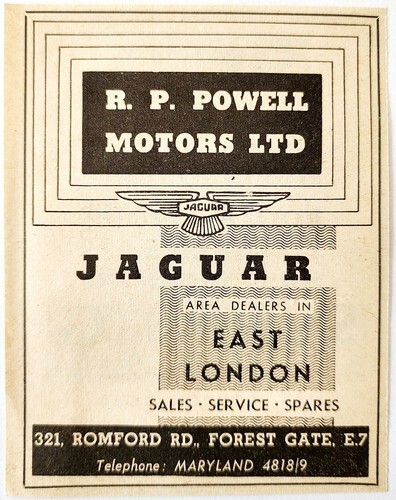 R. P. POWELL
MOTORS LTD
JAGUAR
JAGUAR
AREA DEALERS IN
EAST
LONDON
SALES · SERVICE · SPARES
321, ROMFORD RD., FOREST GATE, E.7
Telephone: MARYLAND 4818/9